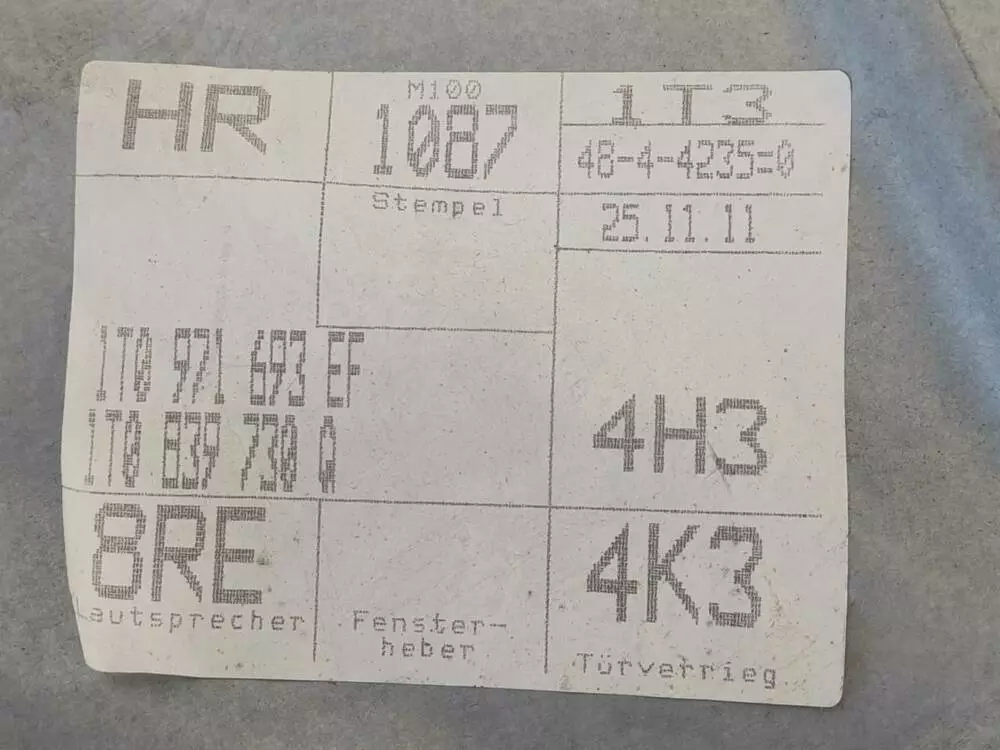 HR
M100
1087
1T3
48-4-4235=0
Stempel
25.11.11
1T0 971 693 EF
1T0 839 730 A
4H3
8RE
4K3
Lautsprecher
Fenster-
heber
Türverrieg